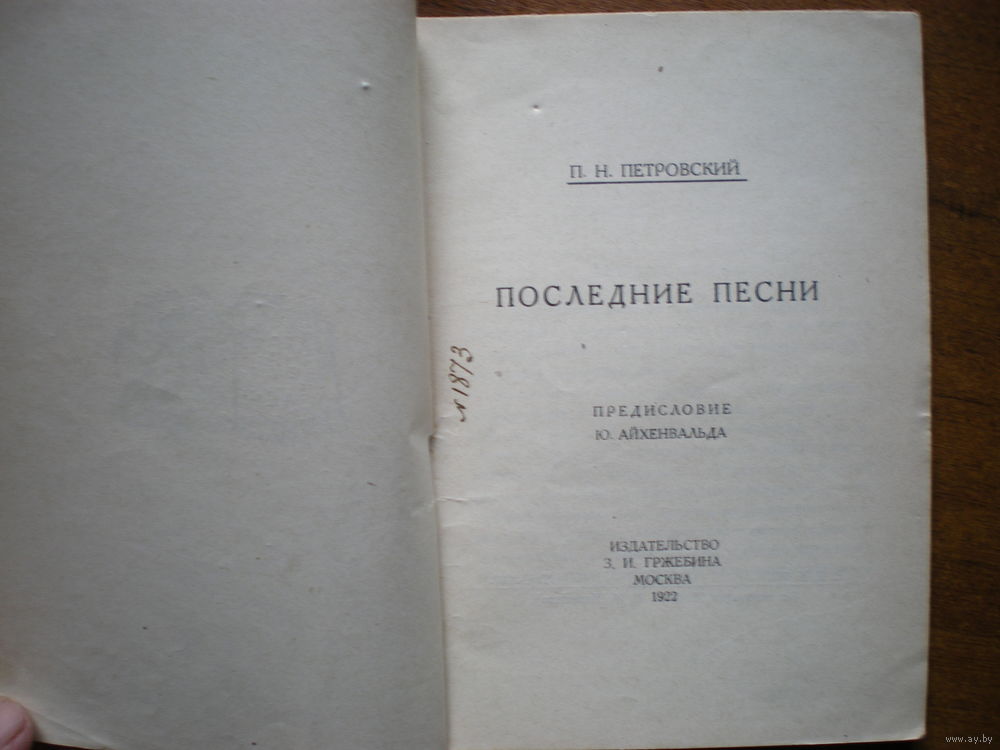 П. Н. ПЕТРОВСКИЙ
ПОСЛЕДНИЕ ПЕСНИ
№1873
ПРЕДИСЛОВИЕ
Ю. АЙХЕНВАЛЬДА
ИЗДАТЕЛЬСТВО
З. И. ГРЖЕБИНА
МОСКВА
1922
www.ay.by